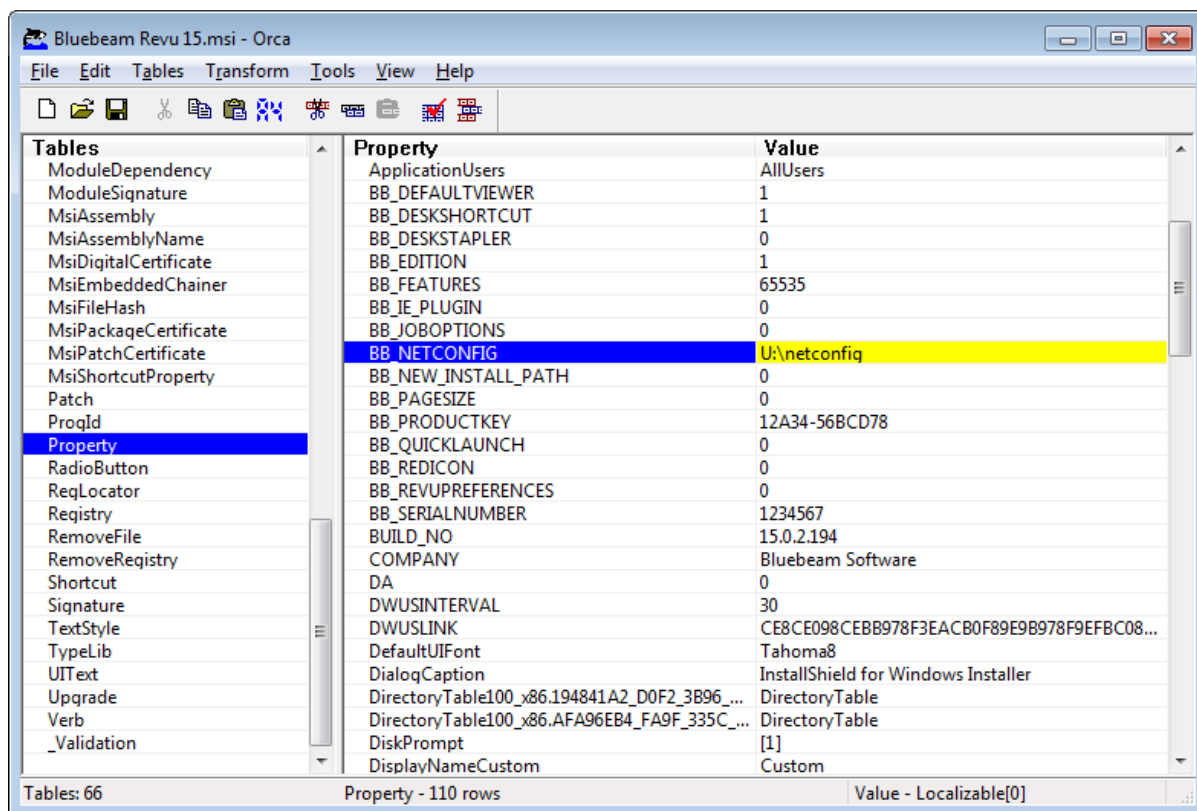 Bluebeam Revu 15.msi - Orca
File Edit Tables Transform Tools View Help
Tables
ModuleDependency
ModuleSignature
MsiAssembly
MsiAssemblyName
MsiDigitalCertificate
MsiEmbeddedChainer
MsiFileHash
MsiPackageCertificate
MsiPatchCertificate
MsiShortcutProperty
Patch
ProgId
Property
RadioButton
RegLocator
Registry
RemoveFile
RemoveRegistry
Shortcut
Signature
TextStyle
TypeLib
UIText
Upgrade
Verb
_Validation
Property Value
ApplicationUsers AllUsers
BB_DEFAULTVIEWER 1
BB_DESKSHORTCUT 1
BB_DESKSTAPLER 0
BB_EDITION 1
BB_FEATURES 65535
BB_IE_PLUGIN 0
BB_JOBOPTIONS 0
BB_NETCONFIG U:\netconfig
BB_NEW_INSTALL_PATH 0
BB_PAGESIZE 0
BB_PRODUCTKEY 12A34-56BCD78
BB_QUICKLAUNCH 0
BB_REDICON 0
BB_REVUPREFERENCES 0
BB_SERIALNUMBER 1234567
BUILD_NO 15.0.2.194
COMPANY Bluebeam Software
DA 0
DWUSINTERVAL 30
DWUSLINK CE8CE098CEBB978F3EACB0F89E9B978F9EFBC08...
DefaultUIFont Tahoma8
DialogCaption InstallShield for Windows Installer
DirectoryTable100_x86.194841A2_D0F2_3B96_... DirectoryTable
DirectoryTable100_x86.AFA96EB4_FA9F_335C_... DirectoryTable
DiskPrompt [1]
DisplayNameCustom Custom
Tables: 66 Property - 110 rows Value - Localizable[0]